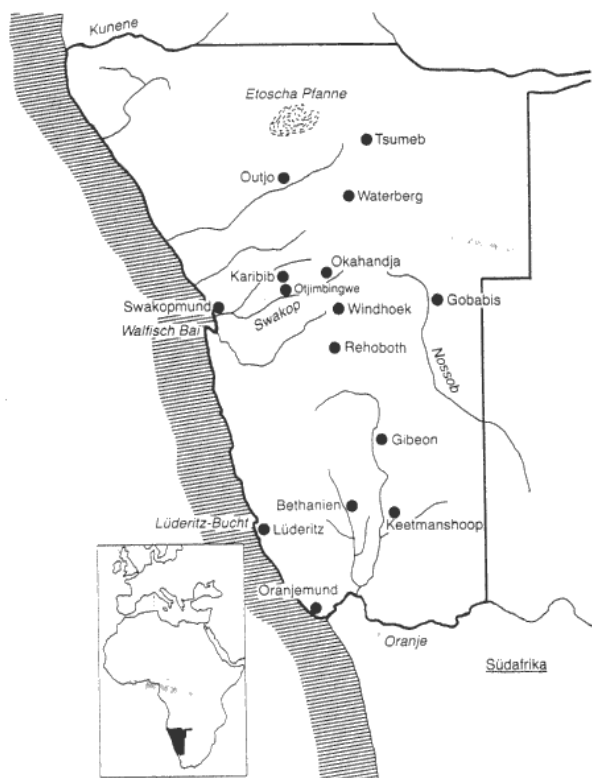 Kunene
Etoscha Pfanne
Tsumeb
Outjo
Waterberg
Okahandja
Karibib
Otjimbingwe
Swakopmund
Swakop
Windhoek
Gobabis
Walfisch Bai
Rehoboth
Nossob
Gibeon
Bethanien
Keetmanshoop
Lüderitz-Bucht
Lüderitz
Oranjemund
Oranje
Südafrika